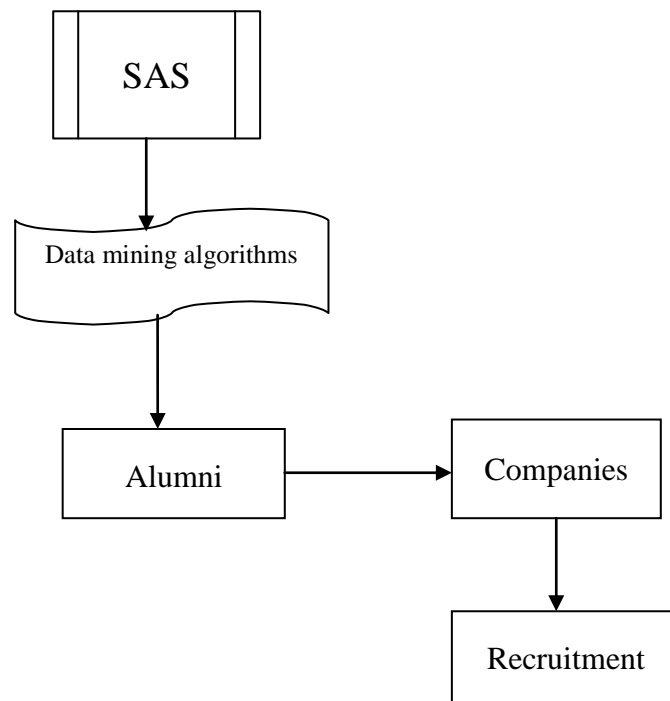 SAS
Data mining algorithms
Alumni
Companies
Recruitment